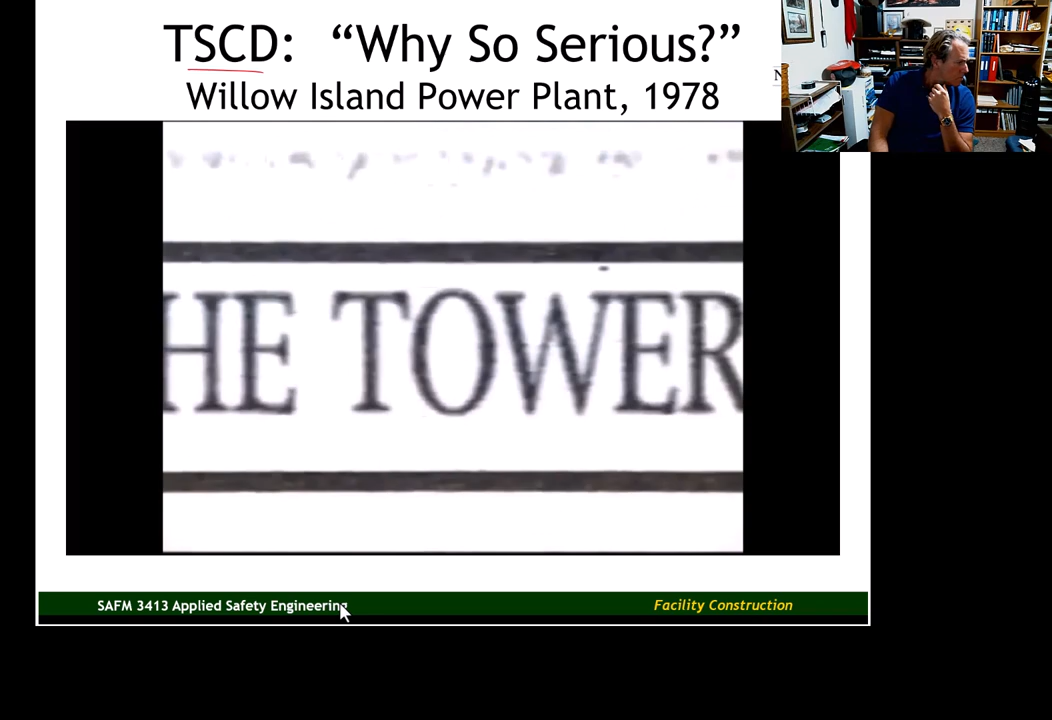 TSCD: “Why So Serious?”
Willow Island Power Plant, 1978
HE TOWER
SAFM 3413 Applied Safety Engineering
Facility Construction